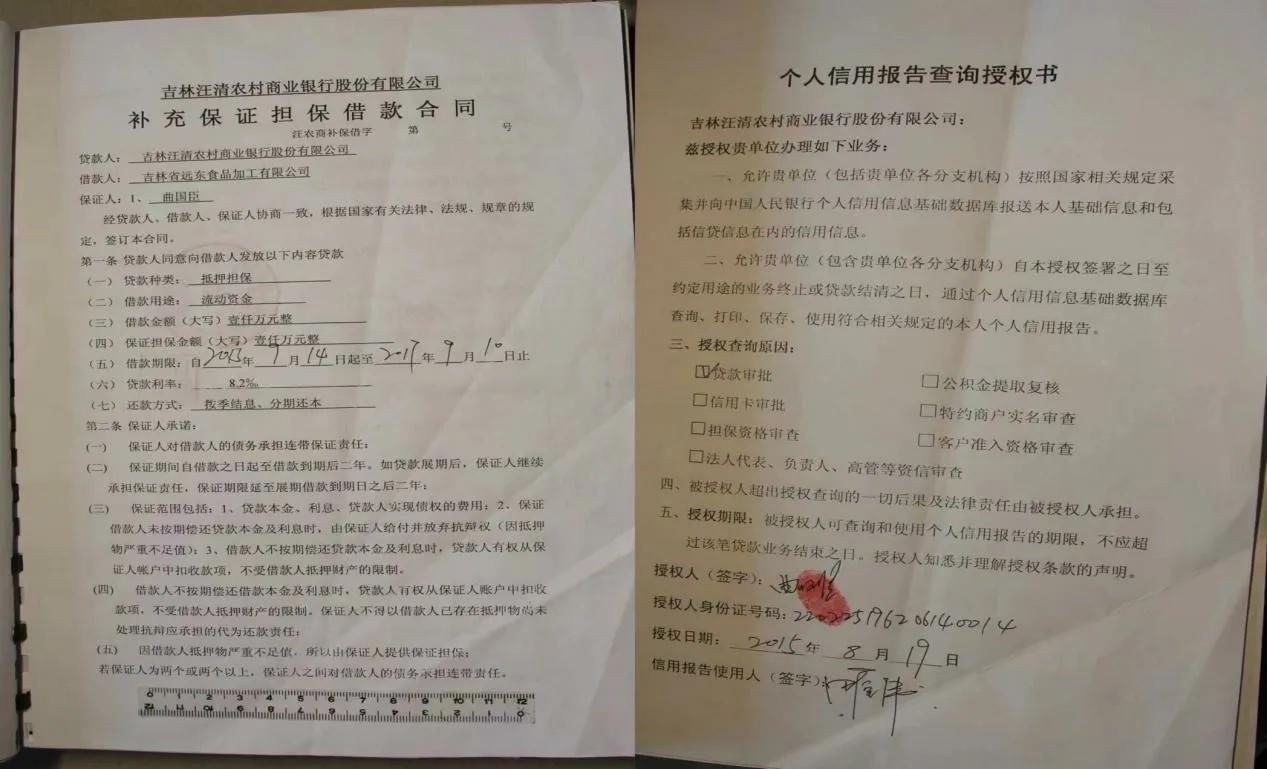 吉林汪清农村商业银行股份有限公司
补充保证担保借款合同
汪农商补保借字 第 号
贷款人：吉林汪清农村商业银行股份有限公司
借款人：吉林省远东食品加工有限公司
保证人：1、曲国臣
经贷款人、借款人、保证人协商一致，根据国家有关法律、法规、规章的规
定，签订本合同。
第一条 贷款人同意向借款人发放以下内容贷款
（一） 贷款种类： 抵押担保
（二） 借款用途： 流动资金
（三） 借款金额（大写）壹仟万元整
（四） 保证担保金额（大写）壹仟万元整
（五） 借款期限：自 年 9 月 14 日起至 2017 年 9 月 10 日止
（六） 贷款利率： 8.2‰
（七） 还款方式： 按季结息、分期还本
第二条 保证人承诺：
(一) 保证人对借款人的债务承担连带保证责任；
(二) 保证期间自借款之日起至借款到期后二年。如贷款展期后，保证人继续
承担保证责任，保证期限延至展期借款到期日之后二年；
(三) 保证范围包括：1、贷款本金、利息、贷款人实现债权的费用；2、保证
借款人未按期偿还贷款本金及利息时，由保证人给付并放弃抗辩权（因抵押
物严重不足值）；3、借款人不按期偿还贷款本金及利息时，贷款人有权从保
证人帐户中扣收款项，不受借款人抵押财产的限制。
(四) 借款人不按期偿还借款本金及利息时，贷款人有权从保证人账户中扣收
款项，不受借款人抵押财产的限制。保证人不得以借款人已存在抵押物尚未
处理抗辩应承担的代为还款责任；
(五) 因借款人抵押物严重不足值，所以由保证人提供保证担保；
若保证人为两个或两个以上，保证人之间对借款人的债务承担连带保证责任。
0 1 2 3 4 5 6 7 8 9 10 11 12
12 11 10 9 8 7 6 5 4 3 2 1 0
个人信用报告查询授权书
吉林汪清农村商业银行股份有限公司：
兹授权贵单位办理如下业务：
一、允许贵单位（包括贵单位各分支机构）按照国家相关规定采
集并向中国人民银行个人信用信息基础数据库报送本人基础信息和包
括信贷信息在内的信用信息。
二、允许贵单位（包含贵单位各分支机构）自本授权签署之日至
约定用途的业务终止或贷款结清之日，通过个人信用信息基础数据库
查询、打印、保存、使用符合相关规定的本人个人信用报告。
三、授权查询原因：
☑贷款审批 □公积金提取复核
□信用卡审批 □特约商户实名审查
□担保资格审查 □客户准入资格审查
□法人代表、负责人、高管等资信审查
四、被授权人超出授权查询的一切后果及法律责任由被授权人承担。
五、授权期限：被授权人可查询和使用个人信用报告的期限，不应超
过该笔贷款业务结束之日。授权人知悉并理解授权条款的声明。
授权人（签字）：
授权人身份证号码：222225196206140014
授权日期： 2015 年 8 月 19 日
信用报告使用人（签字）：